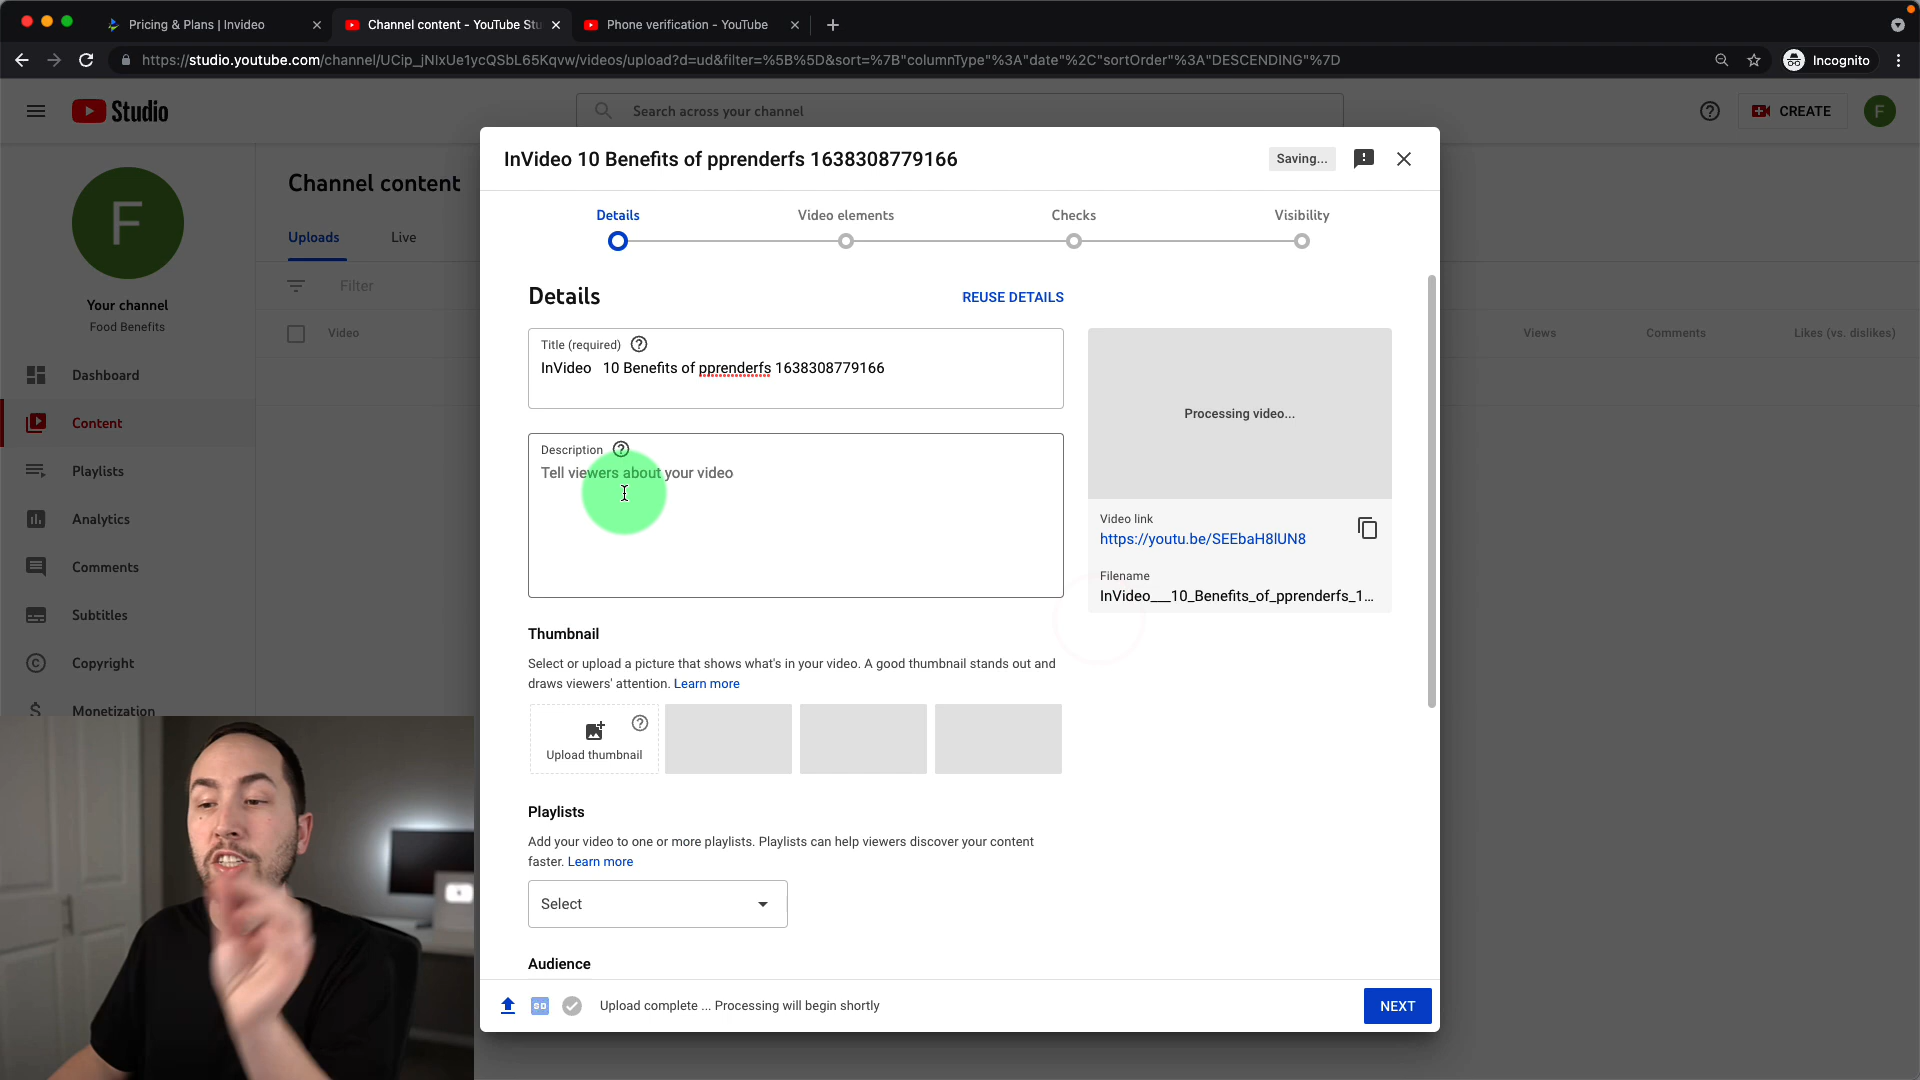 Pricing & Plans | Invideo
Channel content - YouTube Stu
Phone verification - YouTube
https://studio.youtube.com/channel/UCip_jNIxUe1ycQSbL65Kqvw/videos/upload?d=ud&filter=%5B%5D&sort=%7B"columnType"%3A"date"%2C"sortOrder"%3A"DESCENDING"%7D
Incognito
Studio
Search across your channel
CREATE
F
F
Your channel
Food Benefits
Dashboard
Content
Playlists
Analytics
Comments
Subtitles
Copyright
Monetization
Channel content
Uploads
Live
Filter
Video
Views
Comments
Likes (vs. dislikes)
InVideo 10 Benefits of pprenderfs 1638308779166
Saving...
Details
Video elements
Checks
Visibility
Details
REUSE DETAILS
Title (required)
InVideo   10 Benefits of pprenderfs 1638308779166
Description
Tell viewers about your video
Processing video...
Video link
https://youtu.be/SEEbaH8lUN8
Filename
InVideo___10_Benefits_of_pprenderfs_1...
Thumbnail
Select or upload a picture that shows what's in your video. A good thumbnail stands out and
draws viewers' attention. Learn more
Upload thumbnail
Playlists
Add your video to one or more playlists. Playlists can help viewers discover your content
faster. Learn more
Select
Audience
SD
Upload complete ... Processing will begin shortly
NEXT